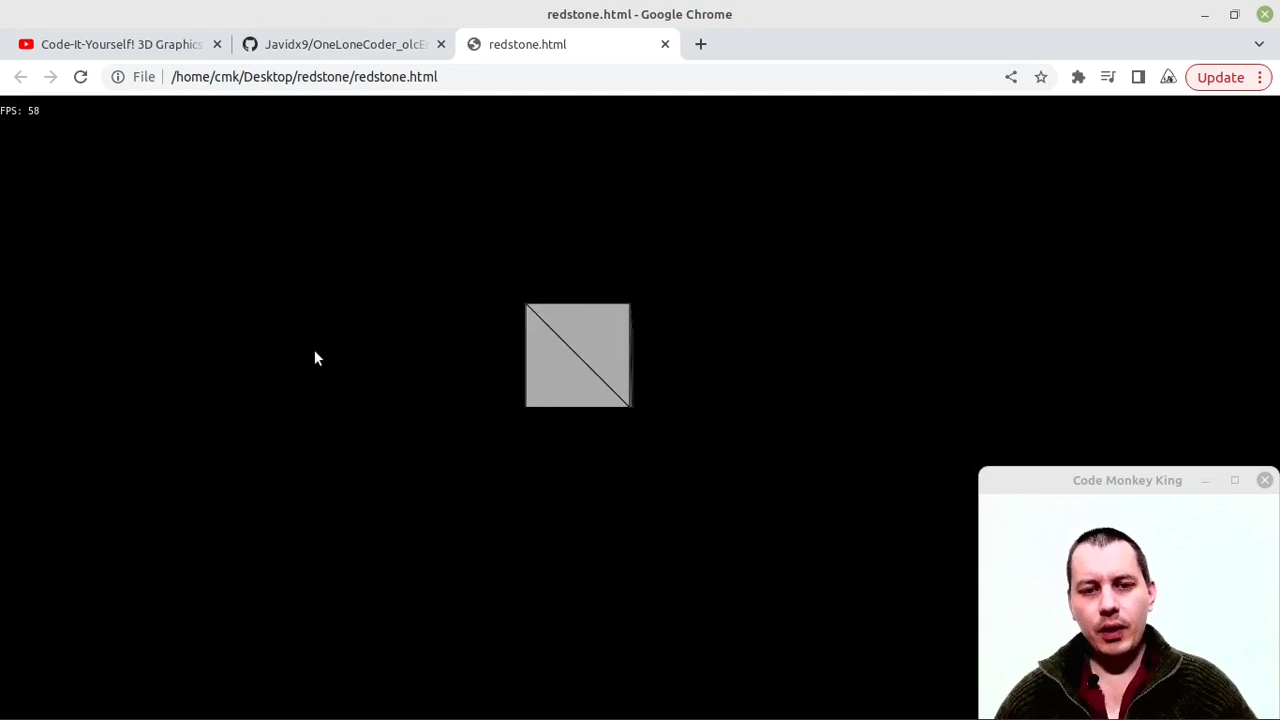 redstone.html - Google Chrome
Code-It-Yourself! 3D Graphics
Javidx9/OneLoneCoder_olcE
redstone.html
File
/home/cmk/Desktop/redstone/redstone.html
Update
FPS: 58
Code Monkey King